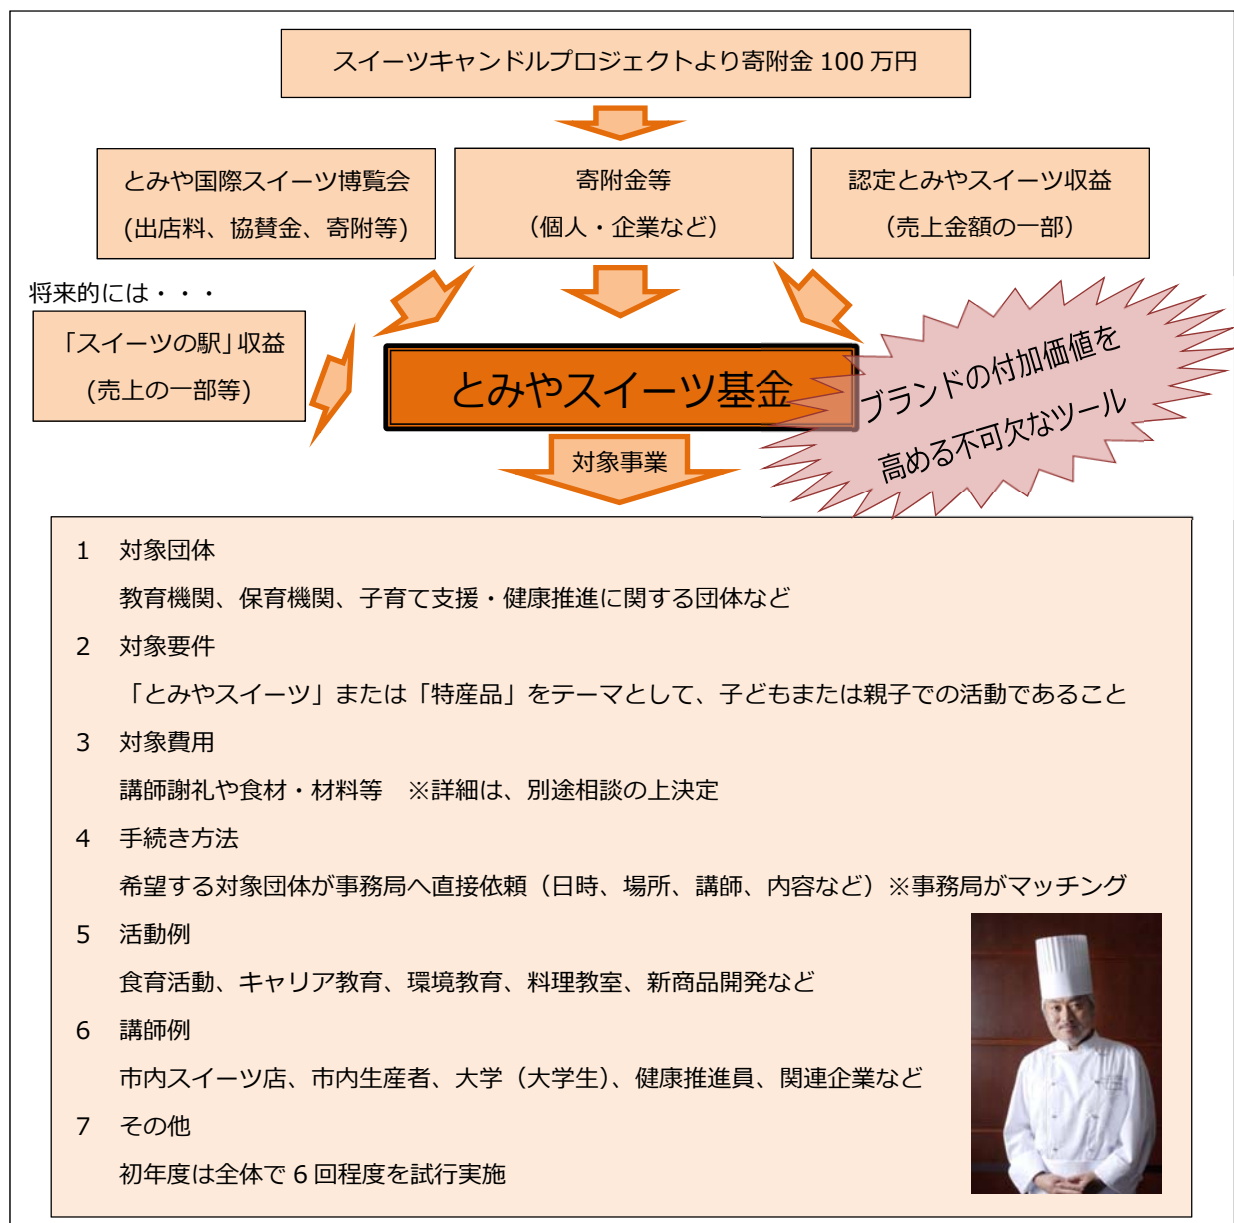 スイーツキャンドルプロジェクトより寄附金 100 万円
とみや国際スイーツ博覧会
(出店料、協賛金、寄附等)
寄附金等
（個人・企業など）
認定とみやスイーツ収益
（売上金額の一部）
将来的には・・・
「スイーツの駅」収益
(売上の一部等)
とみやスイーツ基金
ブランドの付加価値を
高める不可欠なツール
対象事業
1 対象団体
教育機関、保育機関、子育て支援・健康推進に関する団体など
2 対象要件
「とみやスイーツ」または「特産品」をテーマとして、子どもまたは親子での活動であること
3 対象費用
講師謝礼や食材・材料等　※詳細は、別途相談の上決定
4 手続き方法
希望する対象団体が事務局へ直接依頼（日時、場所、講師、内容など）※事務局がマッチング
5 活動例
食育活動、キャリア教育、環境教育、料理教室、新商品開発など
6 講師例
市内スイーツ店、市内生産者、大学（大学生）、健康推進員、関連企業など
7 その他
初年度は全体で 6 回程度を試行実施